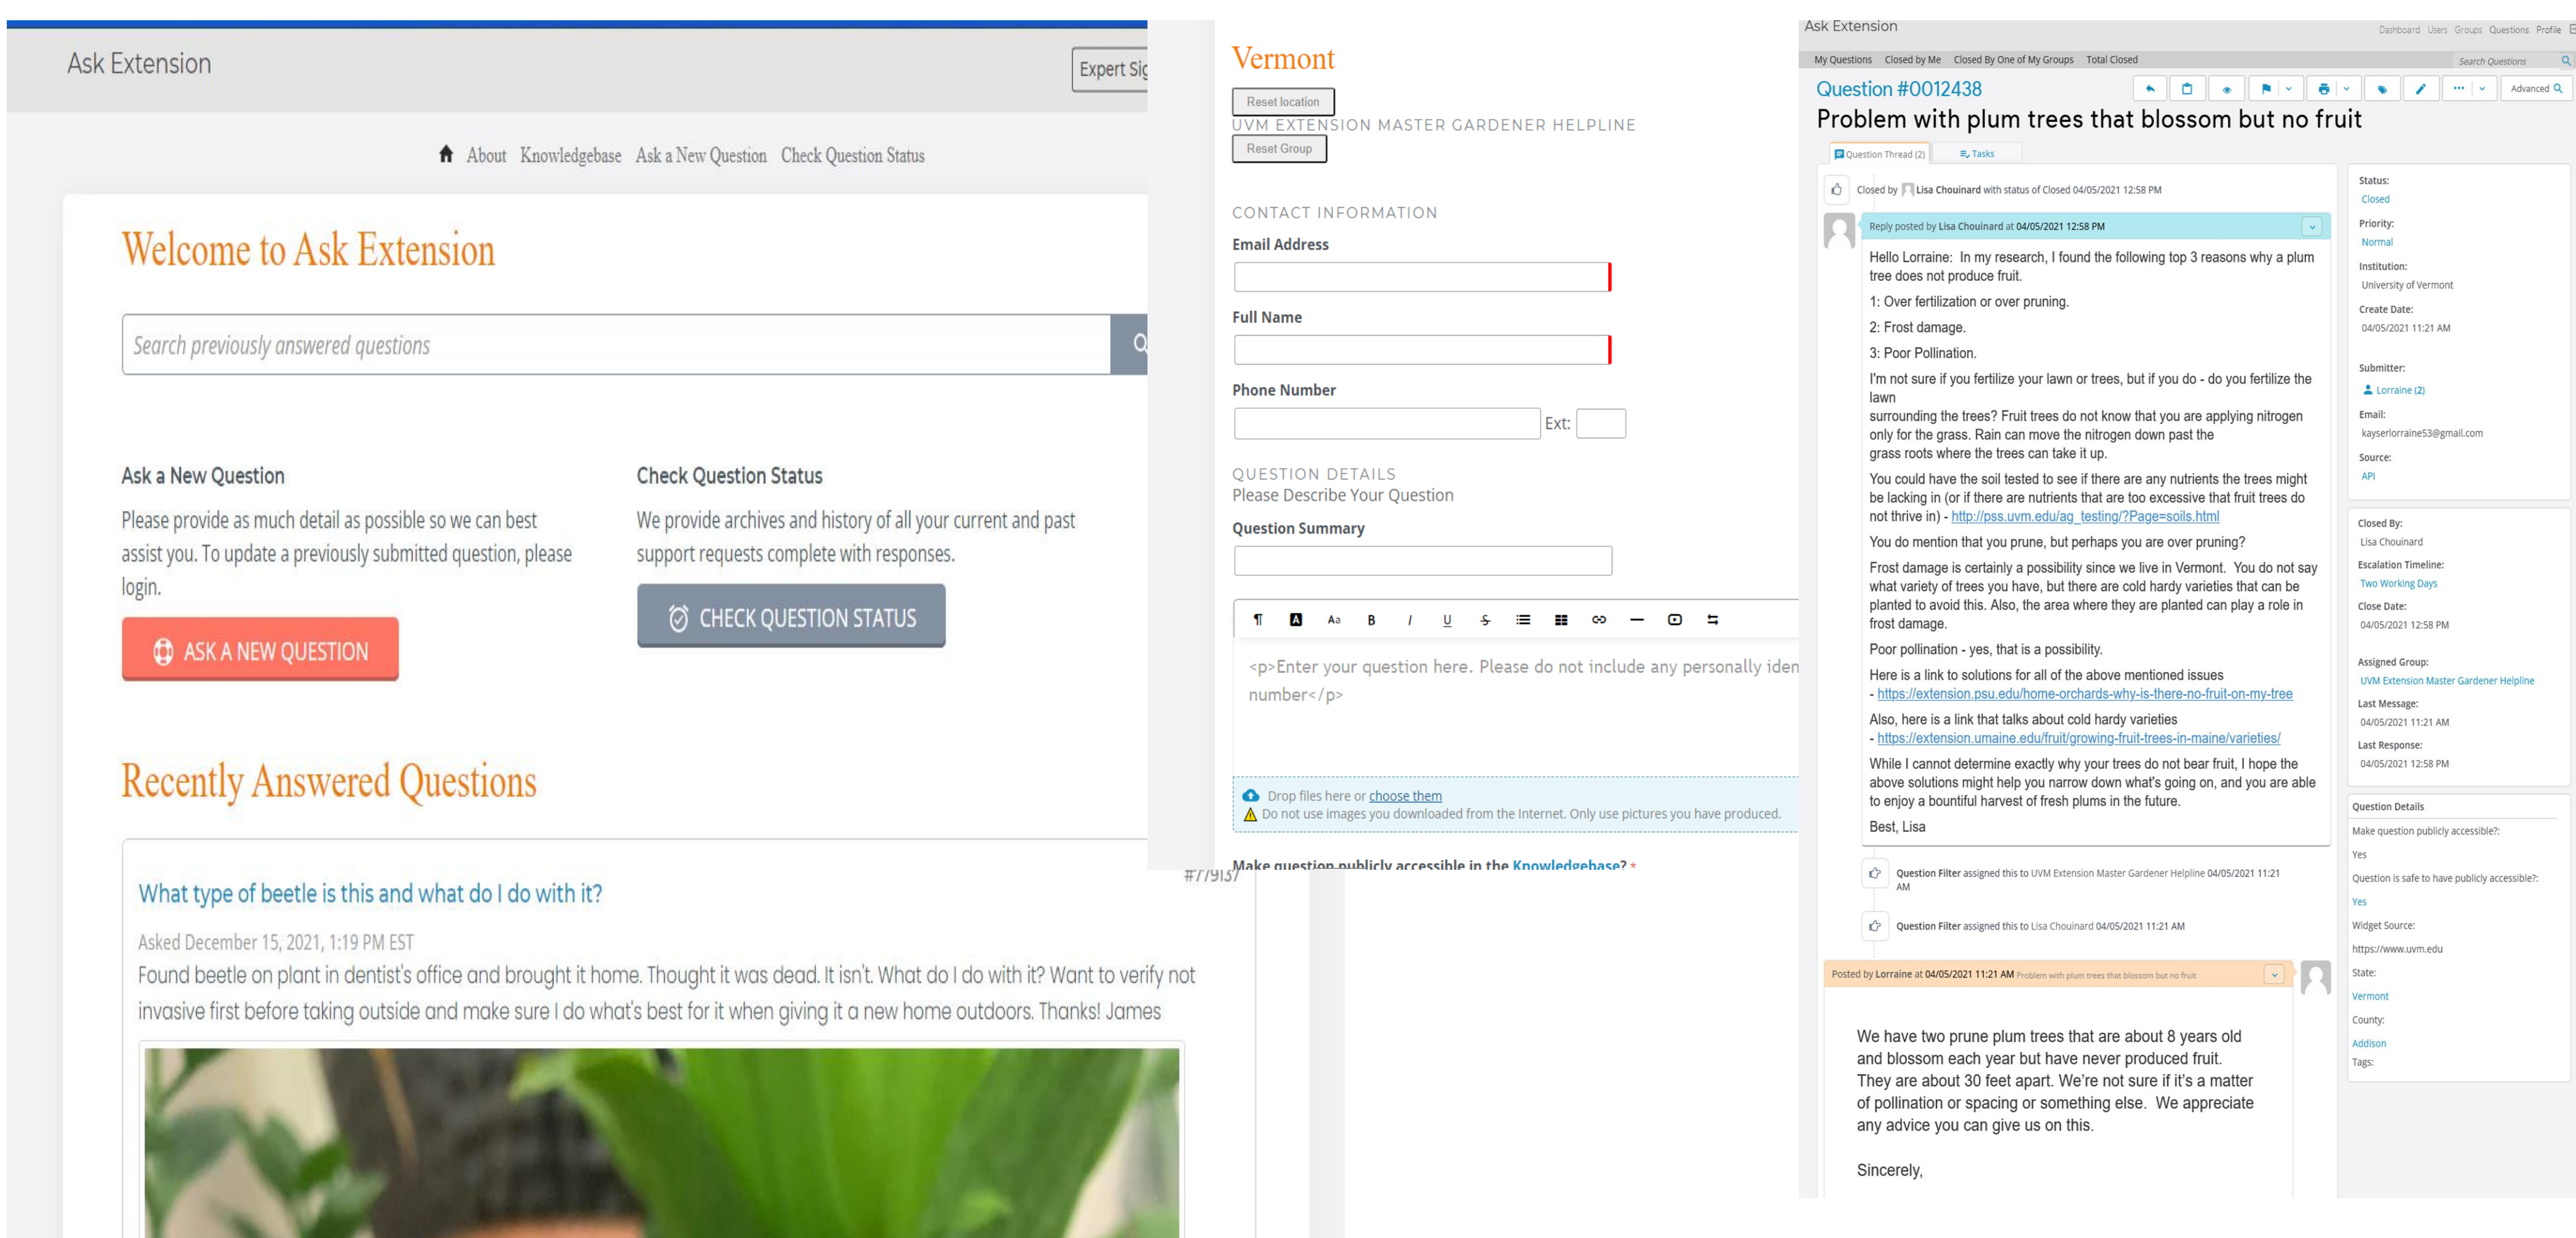 Ask Extension
Expert Sig
About Knowledgebase Ask a New Question Check Question Status
Welcome to Ask Extension
Search previously answered questions
Ask a New Question
Please provide as much detail as possible so we can best
assist you. To update a previously submitted question, please
login.
ASK A NEW QUESTION
Check Question Status
We provide archives and history of all your current and past
support requests complete with responses.
CHECK QUESTION STATUS
Recently Answered Questions
#779137
What type of beetle is this and what do I do with it?
Asked December 15, 2021, 1:19 PM EST
Found beetle on plant in dentist's office and brought it home. Thought it was dead. It isn't. What do I do with it? Want to verify not
invasive first before taking outside and make sure I do what's best for it when giving it a new home outdoors. Thanks! James
Vermont
Reset location
UVM EXTENSION MASTER GARDENER HELPLINE
Reset Group
CONTACT INFORMATION
Email Address
Full Name
Phone Number
Ext:
QUESTION DETAILS
Please Describe Your Question
Question Summary
<p>Enter your question here. Please do not include any personally iden
number</p>
Drop files here or choose them
Do not use images you downloaded from the Internet. Only use pictures you have produced.
Make question publicly accessible in the Knowledgebase? *
Ask Extension
Dashboard Users Groups Questions Profile
My Questions Closed by Me Closed By One of My Groups Total Closed
Search Questions
Question #0012438
Advanced
Problem with plum trees that blossom but no fruit
Question Thread (2) Tasks
Closed by Lisa Chouinard with status of Closed 04/05/2021 12:58 PM
Reply posted by Lisa Chouinard at 04/05/2021 12:58 PM
Hello Lorraine: In my research, I found the following top 3 reasons why a plum
tree does not produce fruit.
1: Over fertilization or over pruning.
2: Frost damage.
3: Poor Pollination.
I'm not sure if you fertilize your lawn or trees, but if you do - do you fertilize the
lawn
surrounding the trees? Fruit trees do not know that you are applying nitrogen
only for the grass. Rain can move the nitrogen down past the
grass roots where the trees can take it up.
You could have the soil tested to see if there are any nutrients the trees might
be lacking in (or if there are nutrients that are too excessive that fruit trees do
not thrive in) - http://pss.uvm.edu/ag_testing/?Page=soils.html
You do mention that you prune, but perhaps you are over pruning?
Frost damage is certainly a possibility since we live in Vermont. You do not say
what variety of trees you have, but there are cold hardy varieties that can be
planted to avoid this. Also, the area where they are planted can play a role in
frost damage.
Poor pollination - yes, that is a possibility.
Here is a link to solutions for all of the above mentioned issues
- https://extension.psu.edu/home-orchards-why-is-there-no-fruit-on-my-tree
Also, here is a link that talks about cold hardy varieties
- https://extension.umaine.edu/fruit/growing-fruit-trees-in-maine/varieties/
While I cannot determine exactly why your trees do not bear fruit, I hope the
above solutions might help you narrow down what's going on, and you are able
to enjoy a bountiful harvest of fresh plums in the future.
Best, Lisa
Question Filter assigned this to UVM Extension Master Gardener Helpline 04/05/2021 11:21
AM
Question Filter assigned this to Lisa Chouinard 04/05/2021 11:21 AM
Posted by Lorraine at 04/05/2021 11:21 AM Problem with plum trees that blossom but no fruit
We have two prune plum trees that are about 8 years old
and blossom each year but have never produced fruit.
They are about 30 feet apart. We're not sure if it's a matter
of pollination or spacing or something else. We appreciate
any advice you can give us on this.
Sincerely,
Status:
Closed
Priority:
Normal
Institution:
University of Vermont
Create Date:
04/05/2021 11:21 AM
Submitter:
Lorraine (2)
Email:
kayserlorraine53@gmail.com
Source:
API
Closed By:
Lisa Chouinard
Escalation Timeline:
Two Working Days
Close Date:
04/05/2021 12:58 PM
Assigned Group:
UVM Extension Master Gardener Helpline
Last Message:
04/05/2021 11:21 AM
Last Response:
04/05/2021 12:58 PM
Question Details
Make question publicly accessible?:
Yes
Question is safe to have publicly accessible?:
Yes
Widget Source:
https://www.uvm.edu
State:
Vermont
County:
Addison
Tags: